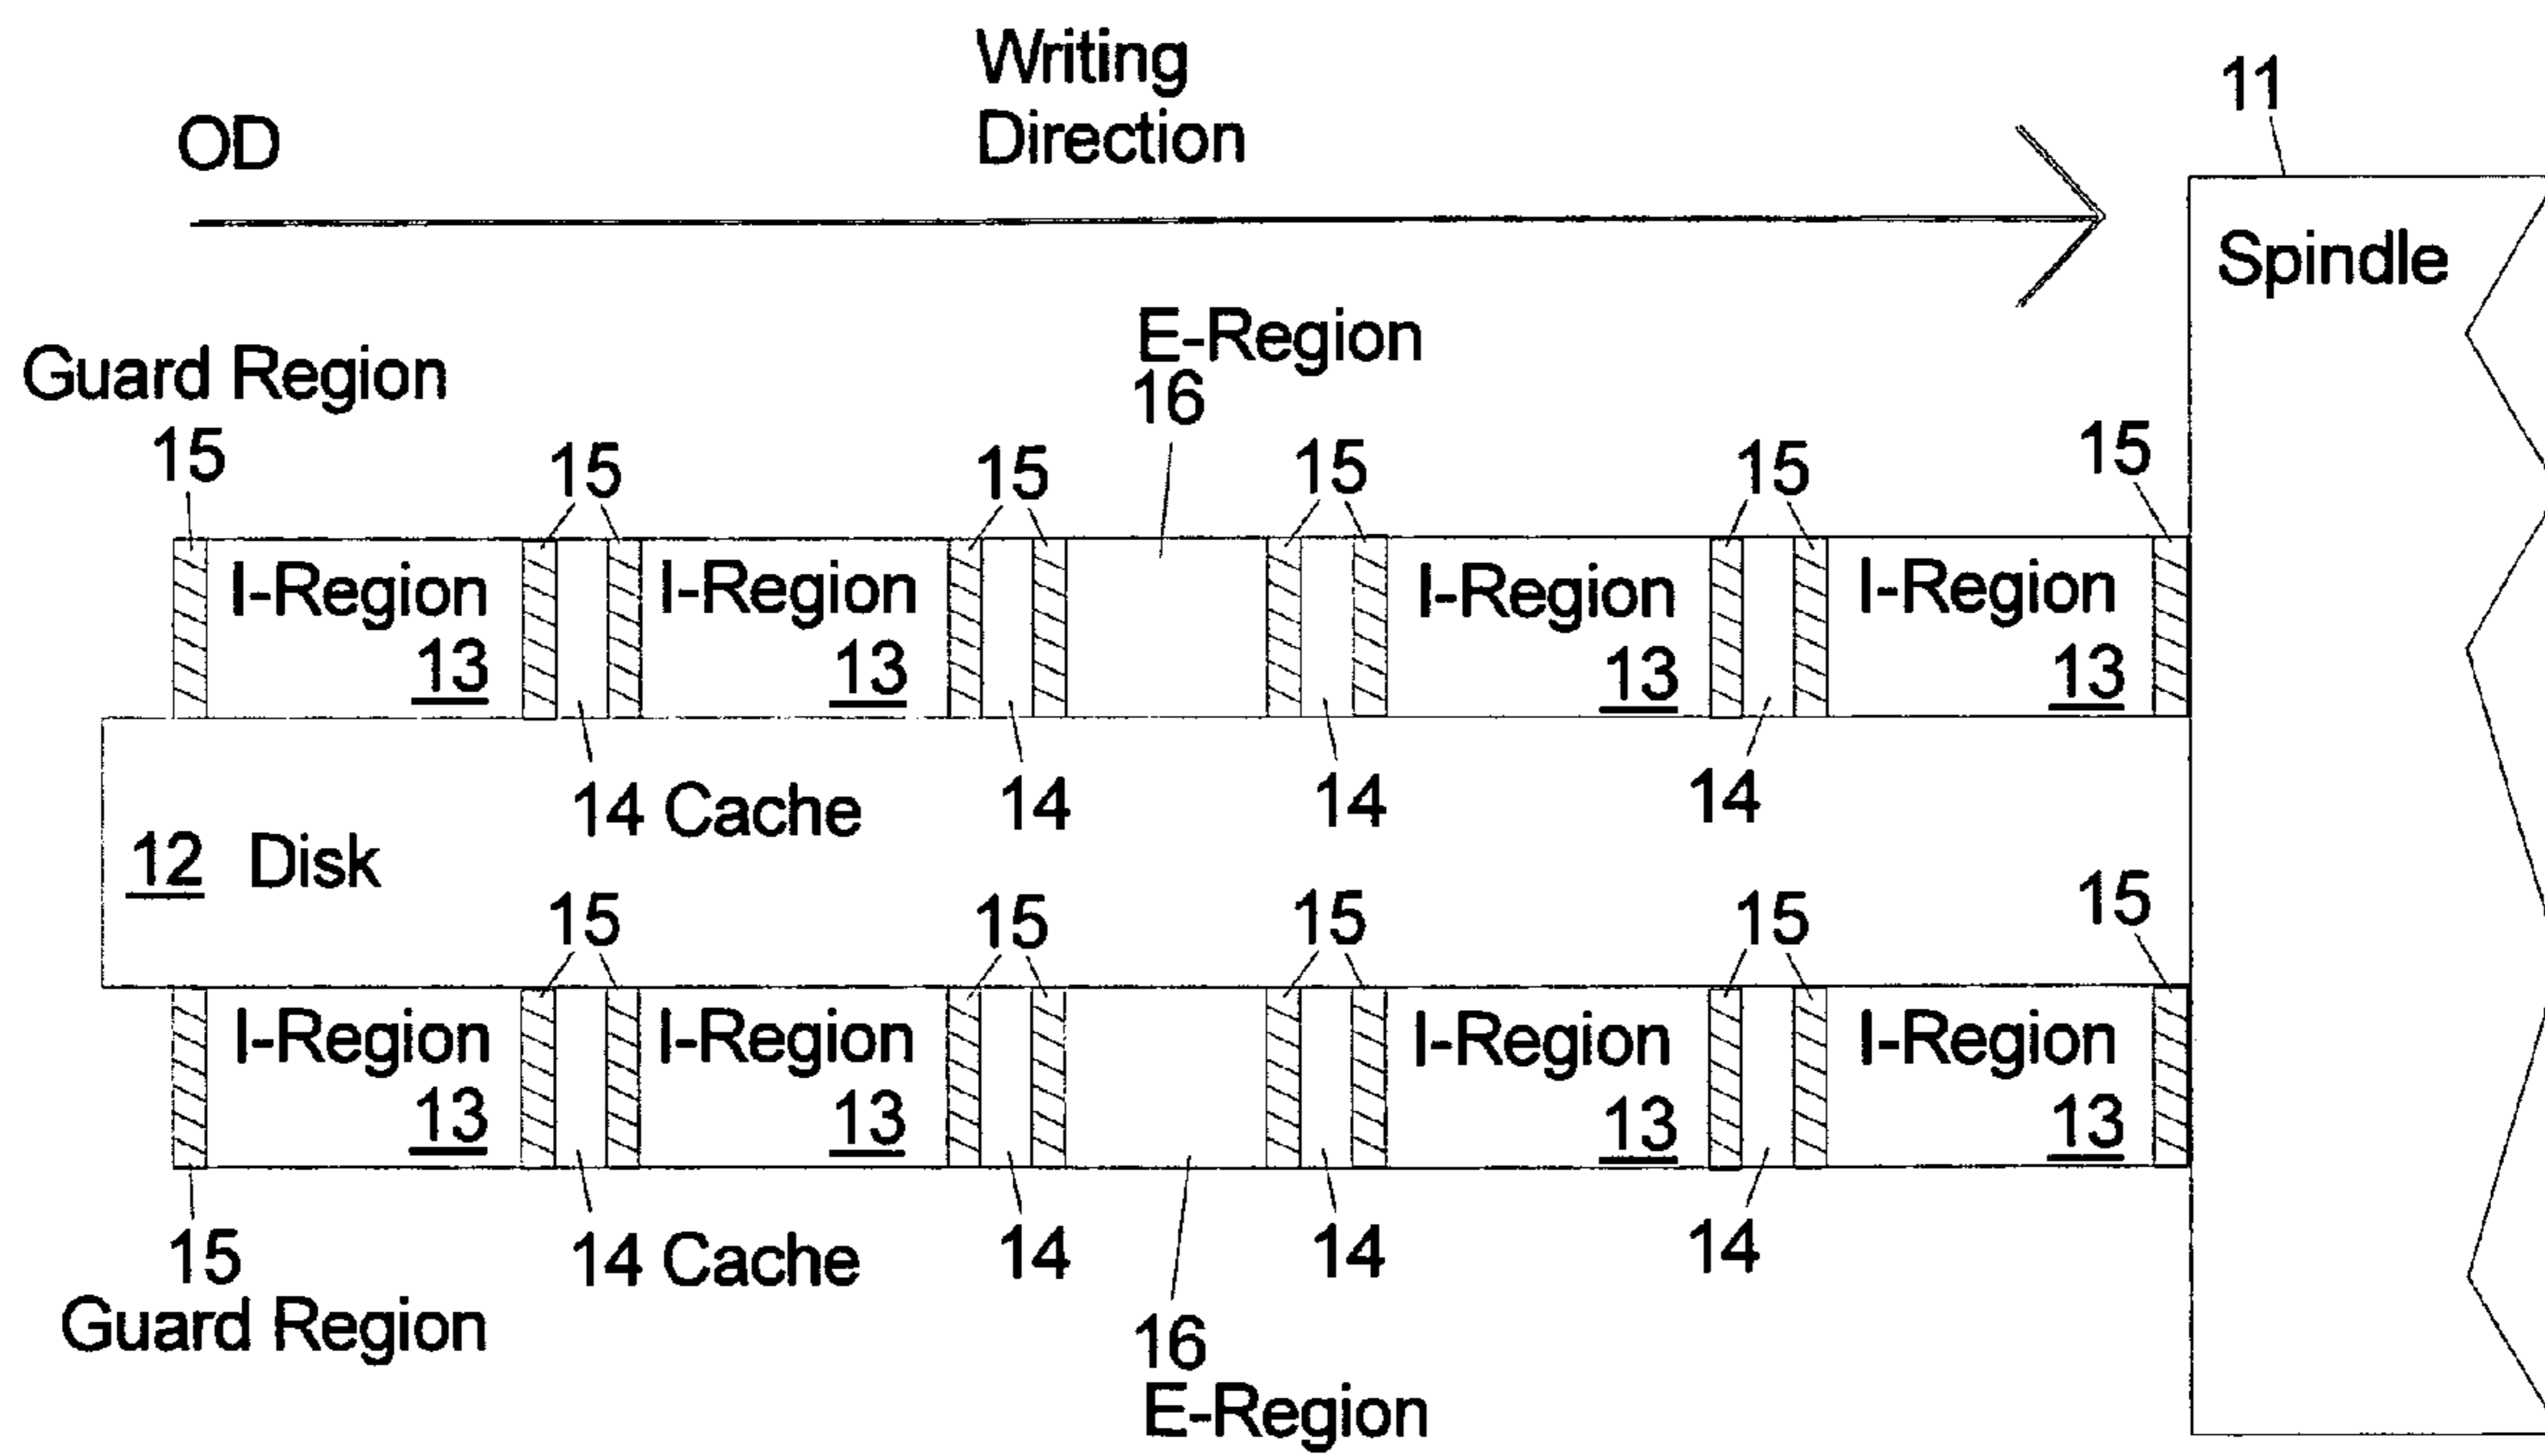 Writing
Direction
11
OD
Spindle
E-Region
16
Guard Region
15
15
15
15
15
15
I-Region
I-Region
I-Region
I-Region
13
13
13
13
14 Cache
14
14
14
12 Disk
15
15
15
15
15
I-Region
I-Region
I-Region
I-Region
13
13
13
13
15
Guard Region
14 Cache
14
14
14
16
E-Region